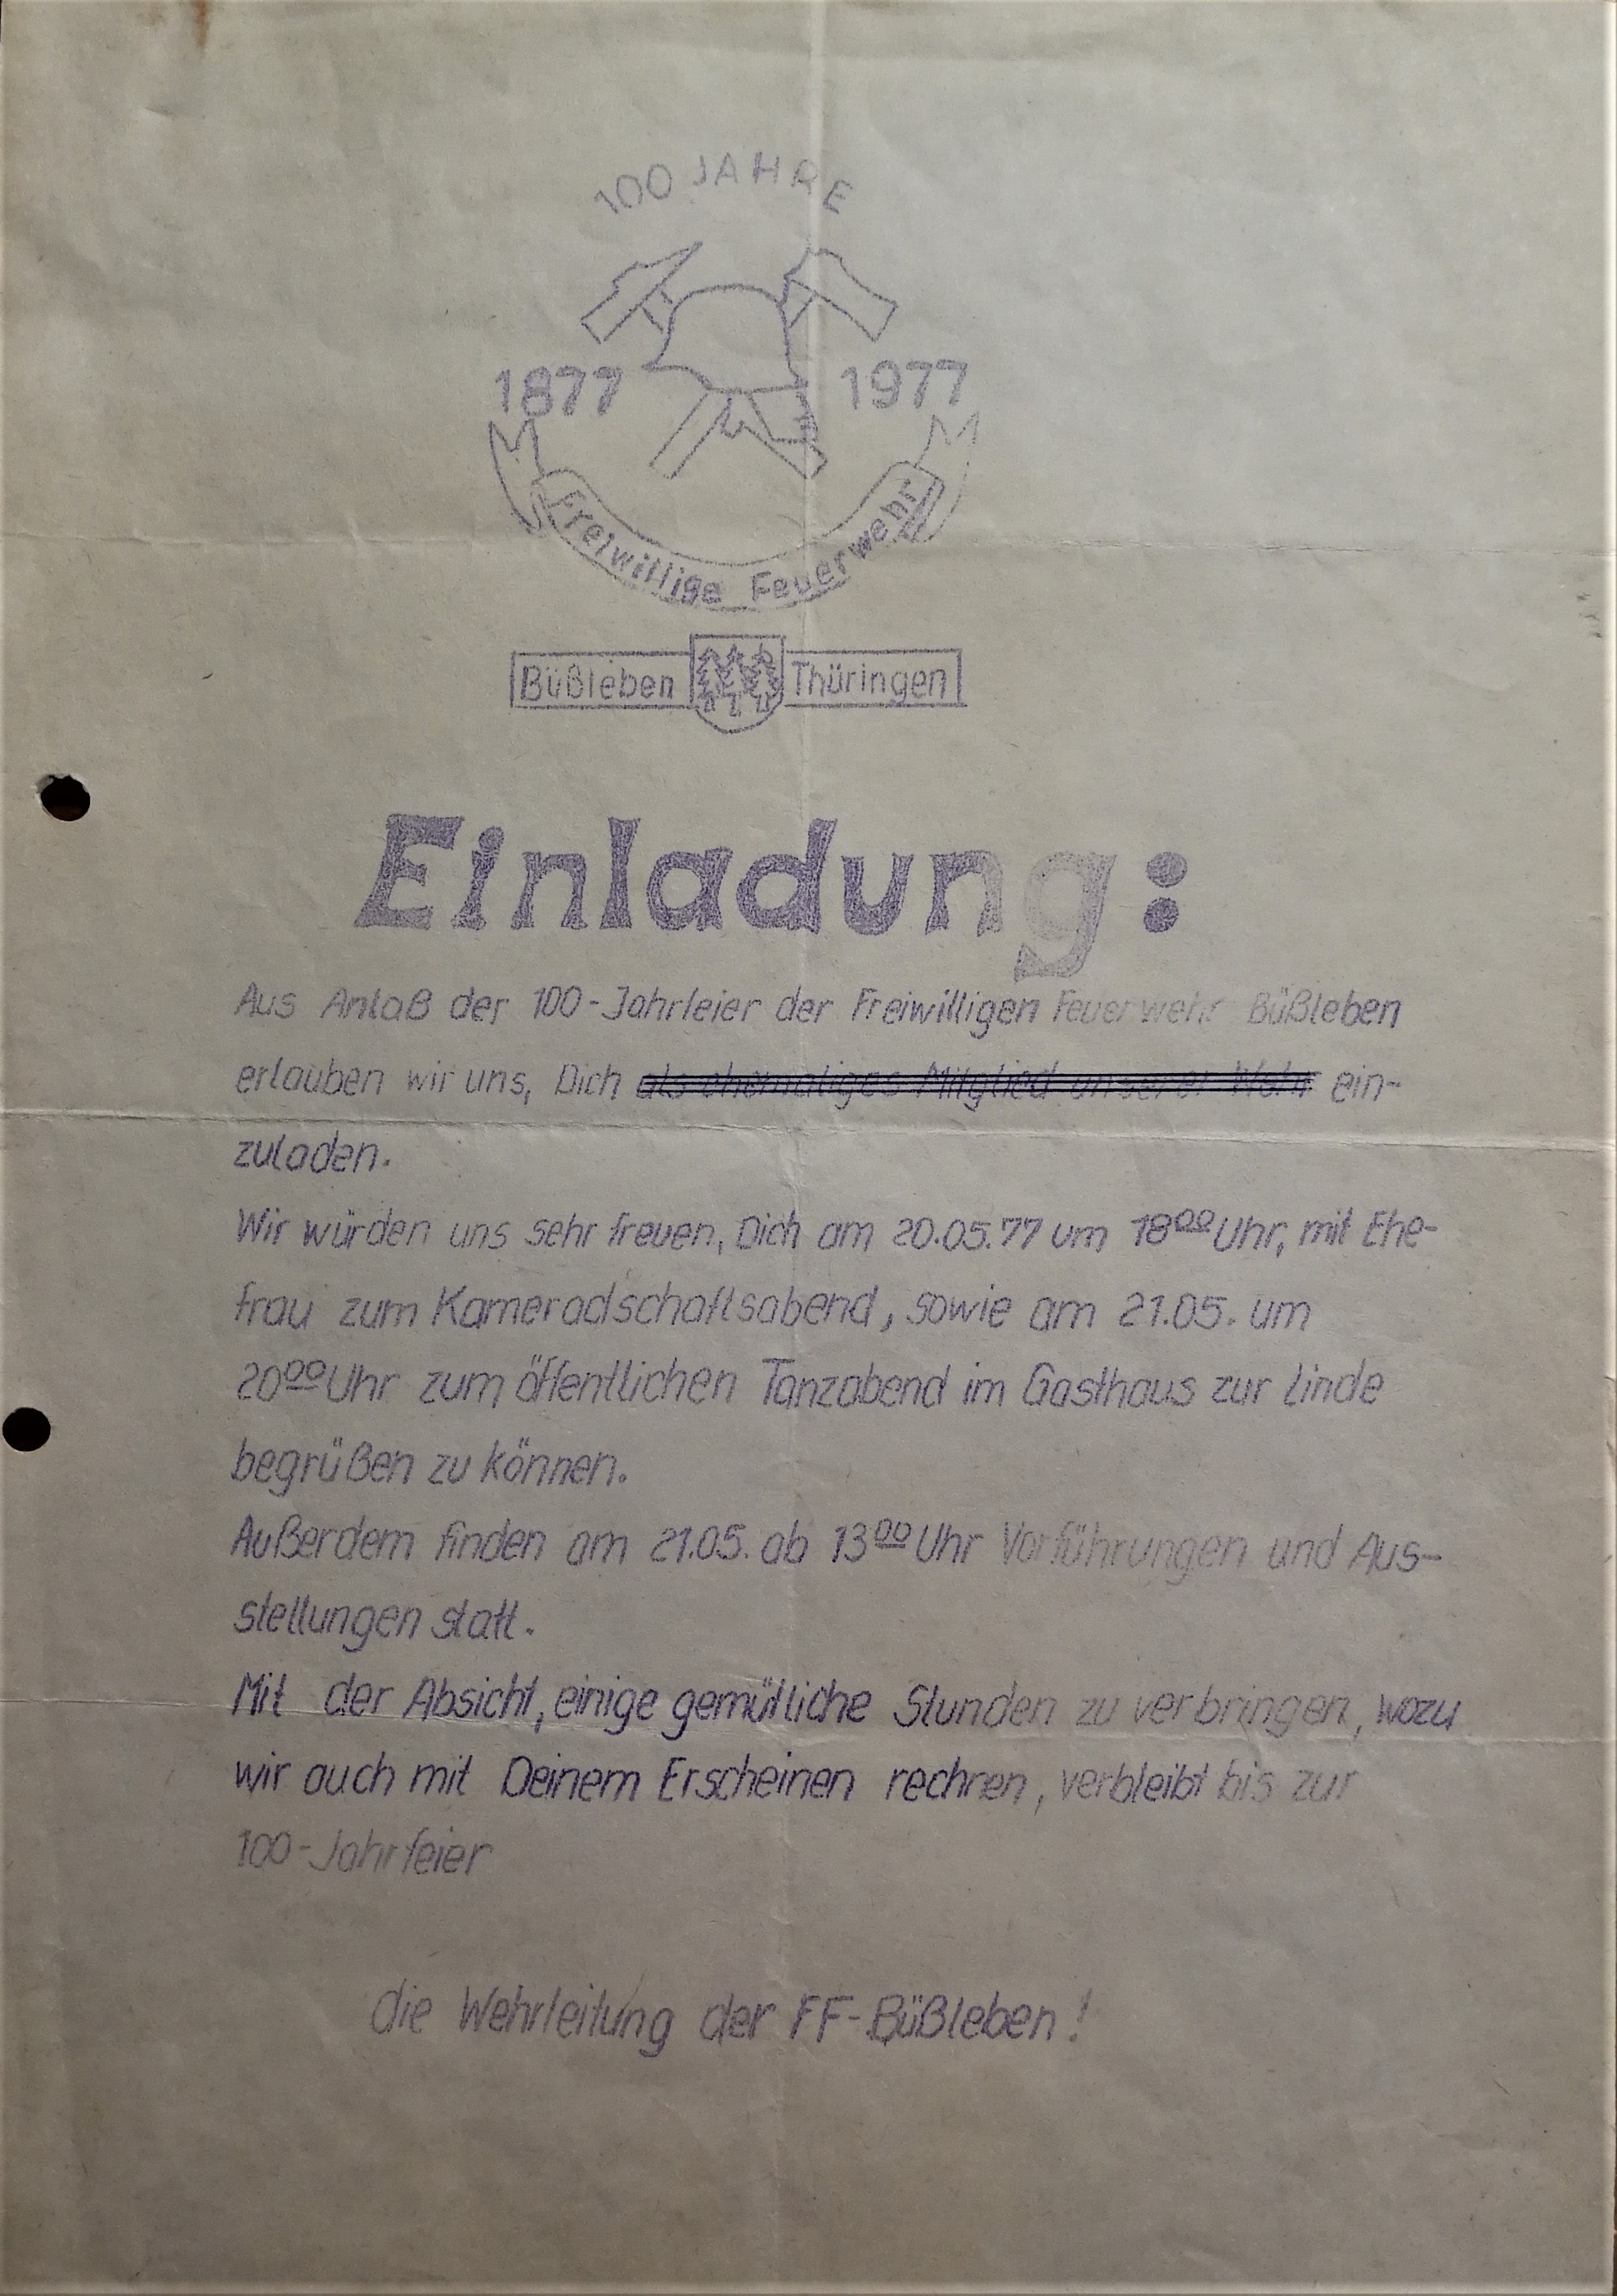 100 JAHRE
1877 1977
Freiwillige Feuerwehr
Büßleben Thüringen
Einladung:
Aus Anlaß der 100-Jahrfeier der Freiwilligen Feuerwehr Büßleben
erlauben wir uns, Dich als ehemaliges Mitglied unserer Wehr ein-
zuladen.
Wir würden uns sehr freuen, Dich am 20.05.77 um 18⁰⁰ Uhr, mit Ehe-
frau zum Kameradschaftsabend, sowie am 21.05. um
20⁰⁰ Uhr zum öffentlichen Tanzabend im Gasthaus zur Linde
begrüßen zu können.
Außerdem finden am 21.05. ab 13⁰⁰ Uhr Vorführungen und Aus-
stellungen statt.
Mit der Absicht, einige gemütliche Stunden zu verbringen, wozu
wir auch mit Deinem Erscheinen rechnen, verbleibt bis zur
100-Jahrfeier
die Wehrleitung der FF-Büßleben!